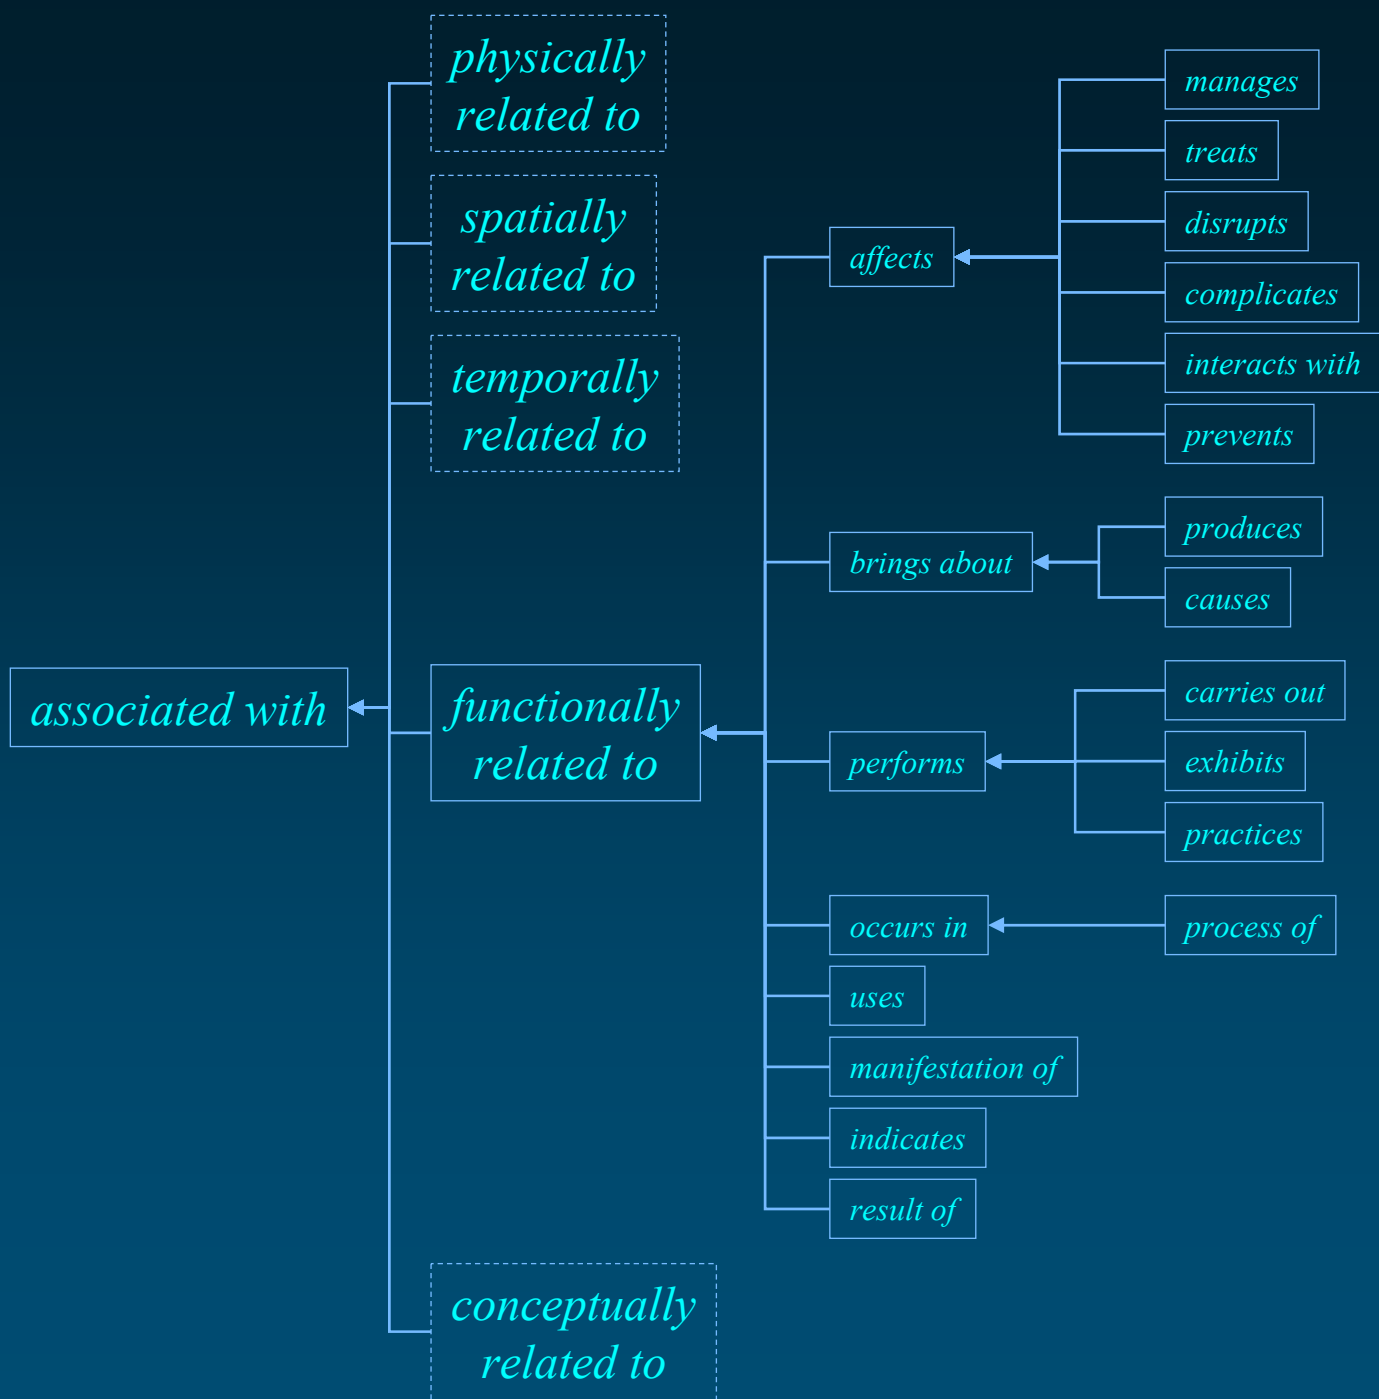 associated with
physically
related to
spatially
related to
temporally
related to
functionally
related to
conceptually
related to
affects
manages
treats
disrupts
complicates
interacts with
prevents
brings about
produces
causes
performs
carries out
exhibits
practices
occurs in
process of
uses
manifestation of
indicates
result of